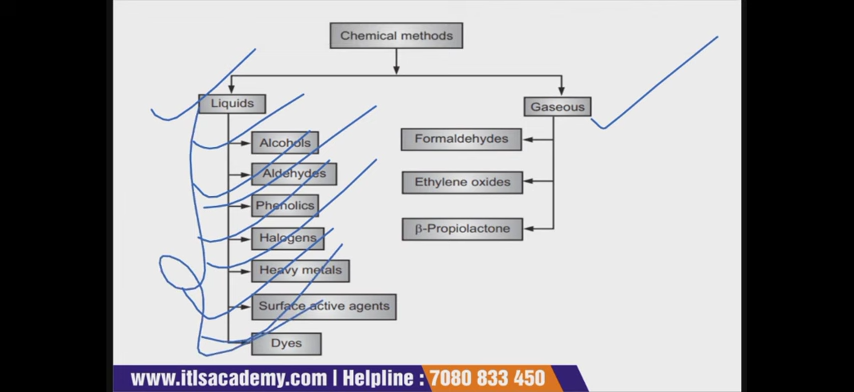 Chemical methods
Liquids
Alcohols
Aldehydes
Phenolics
Halogens
Heavy metals
Surface active agents
Dyes
Gaseous
Formaldehydes
Ethylene oxides
β-Propiolactone
www.itlsacademy.com | Helpline : 7080 833 450